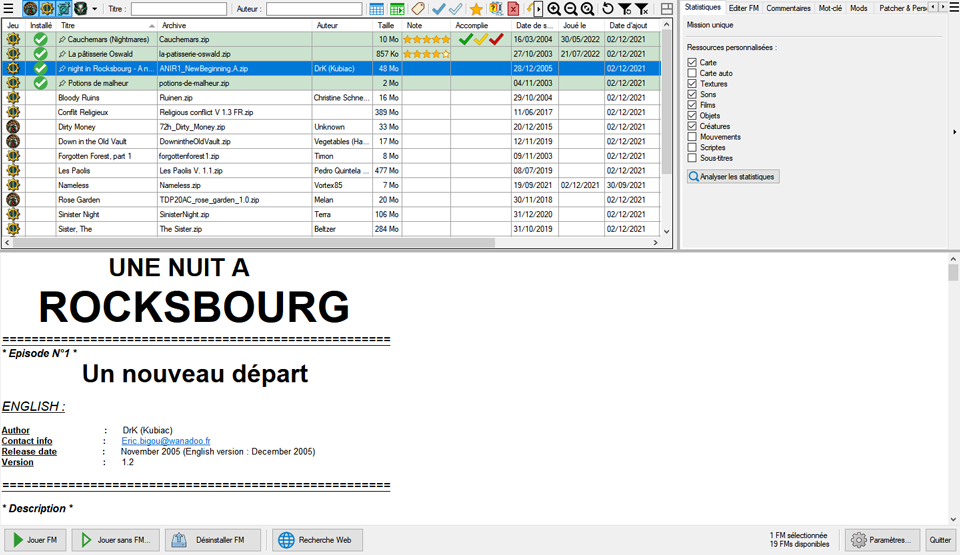 Titre : Auteur :
Statistiques Editer FM Commentaires Mot-clé Mods Patcher & Pers
Jeu Installé Titre Archive Auteur Taille Note Accomplie Date de s... Joué le Date d'ajout
Cauchemars (Nightmares) Cauchemars.zip 10 Mo 16/03/2004 30/05/2022 02/12/2021
La pâtisserie Oswald la-patisserie-oswald.zip 857 Ko 27/10/2003 21/07/2022 02/12/2021
night in Rocksbourg - A n... ANIR1_NewBeginning,A.zip DrK (Kubiac) 48 Mo 28/12/2005 02/12/2021
Potions de malheur potions-de-malheur.zip 2 Mo 04/11/2003 02/12/2021
Bloody Ruins Ruinen.zip Christine Schne... 16 Mo 29/10/2004 02/12/2021
Conflit Religieux Religious conflict V 1.3 FR.zip 389 Mo 11/06/2017 02/12/2021
Dirty Money 72h_Dirty_Money.zip Unknown 33 Mo 20/12/2015 02/12/2021
Down in the Old Vault DownintheOldVault.zip Vegetables (Ha... 17 Mo 12/11/2019 02/12/2021
Forgotten Forest, part 1 forgottenforest1.zip Timon 8 Mo 09/11/2003 02/12/2021
Les Paolis Les Paolis V. 1.1.zip Pedro Quintela ... 477 Mo 08/07/2019 02/12/2021
Nameless Nameless.zip Vortex85 7 Mo 19/09/2021 02/12/2021 30/09/2021
Rose Garden TDP20AC_rose_garden_1.0.zip Melan 20 Mo 30/11/2018 02/12/2021
Sinister Night SinisterNight.zip Terra 106 Mo 31/12/2020 02/12/2021
Sister, The The Sister.zip Beltzer 284 Mo 31/10/2019 02/12/2021
Mission unique
Ressources personnalisées :
Carte
Carte auto
Textures
Sons
Films
Objets
Créatures
Mouvements
Scriptes
Sous-titres
Analyser les statistiques
UNE NUIT A
ROCKSBOURG
=====================================================
* Episode N°1 *
Un nouveau départ
ENGLISH :
Author : DrK (Kubiac)
Contact info : Eric.bigou@wanadoo.fr
Release date : November 2005 (English version : December 2005)
Version : 1.2
=====================================================
* Description *
Jouer FM Jouer sans FM... Désinstaller FM Recherche Web
1 FM sélectionnée
19 FMs disponibles
Paramètres... Quitter